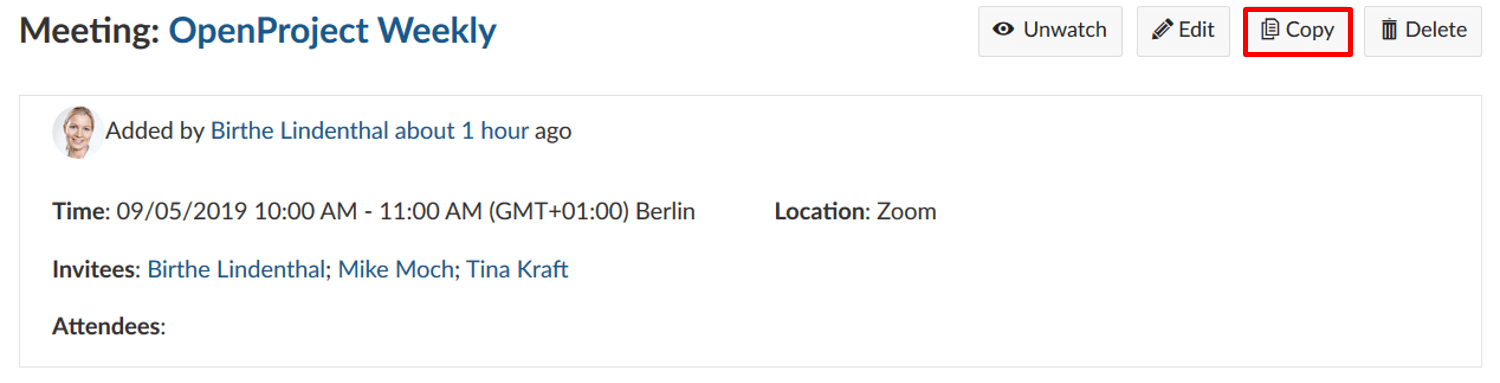 Meeting: OpenProject Weekly
Unwatch Edit Copy Delete
Added by Birthe Lindenthal about 1 hour ago
Time: 09/05/2019 10:00 AM - 11:00 AM (GMT+01:00) Berlin Location: Zoom
Invitees: Birthe Lindenthal; Mike Moch; Tina Kraft
Attendees: